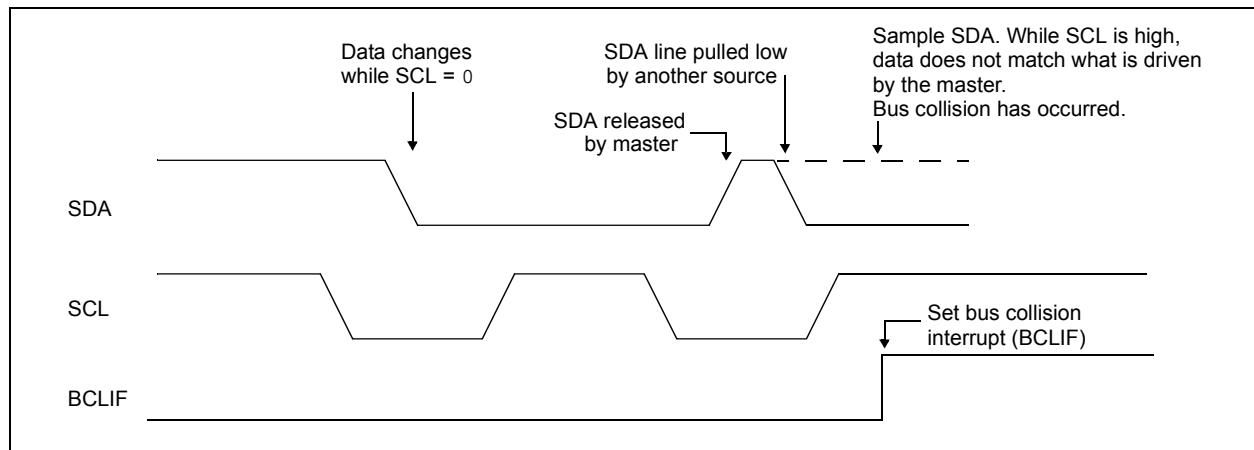 Data changes
while SCL = 0
SDA line pulled low
by another source
Sample SDA. While SCL is high,
data does not match what is driven
by the master.
Bus collision has occurred.
SDA released
by master
SDA
SCL
Set bus collision
interrupt (BCLIF)
BCLIF